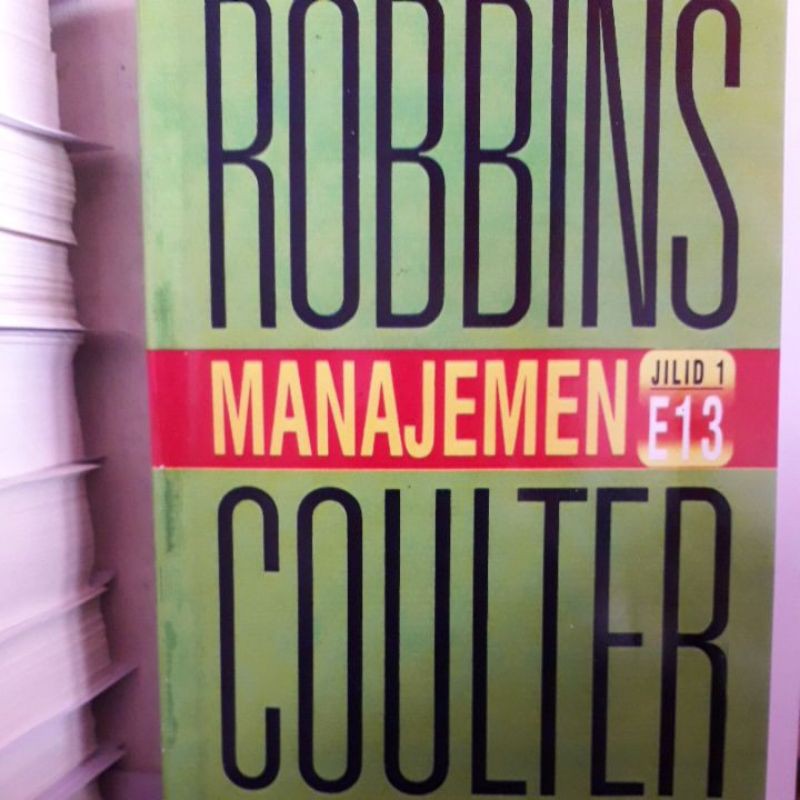 ROBBINS
MANAJEMEN
JILID 1
E13
COULTER